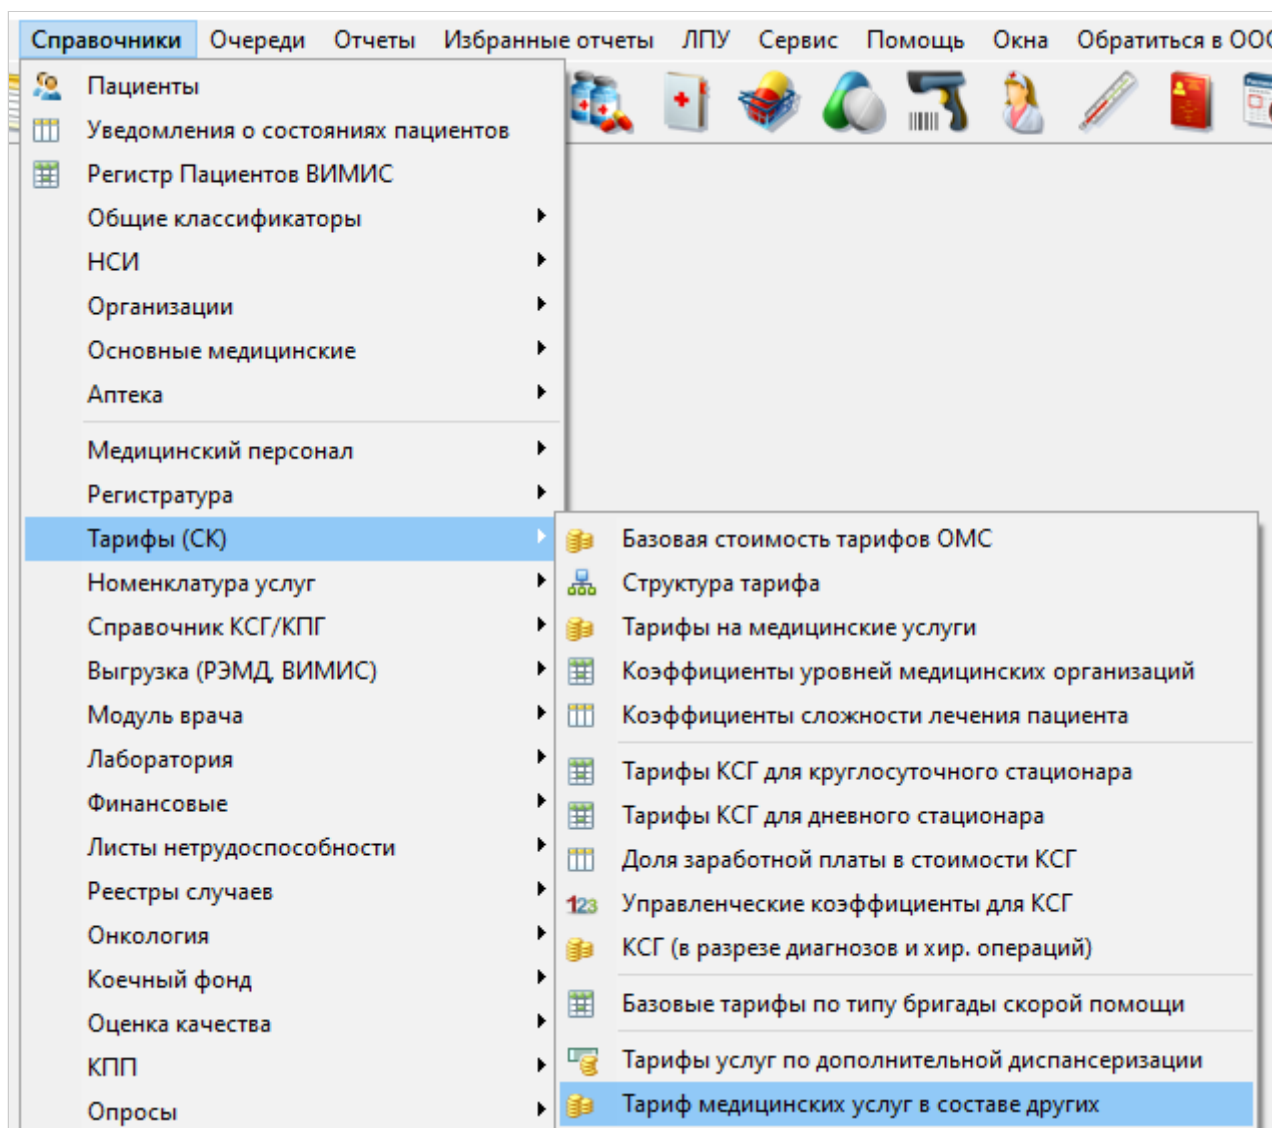 Справочники Очереди Отчеты Избранные отчеты ЛПУ Сервис Помощь Окна Обратиться в ООО
Пациенты
Уведомления о состояниях пациентов
Регистр Пациентов ВИМИС
Общие классификаторы
НСИ
Организации
Основные медицинские
Аптека
Медицинский персонал
Регистратура
Тарифы (СК)
Номенклатура услуг
Справочник КСГ/КПГ
Выгрузка (РЭМД, ВИМИС)
Модуль врача
Лаборатория
Финансовые
Листы нетрудоспособности
Реестры случаев
Онкология
Коечный фонд
Оценка качества
КПП
Опросы
Базовая стоимость тарифов ОМС
Структура тарифа
Тарифы на медицинские услуги
Коэффициенты уровней медицинских организаций
Коэффициенты сложности лечения пациента
Тарифы КСГ для круглосуточного стационара
Тарифы КСГ для дневного стационара
Доля заработной платы в стоимости КСГ
123 Управленческие коэффициенты для КСГ
КСГ (в разрезе диагнозов и хир. операций)
Базовые тарифы по типу бригады скорой помощи
Тарифы услуг по дополнительной диспансеризации
Тариф медицинских услуг в составе других